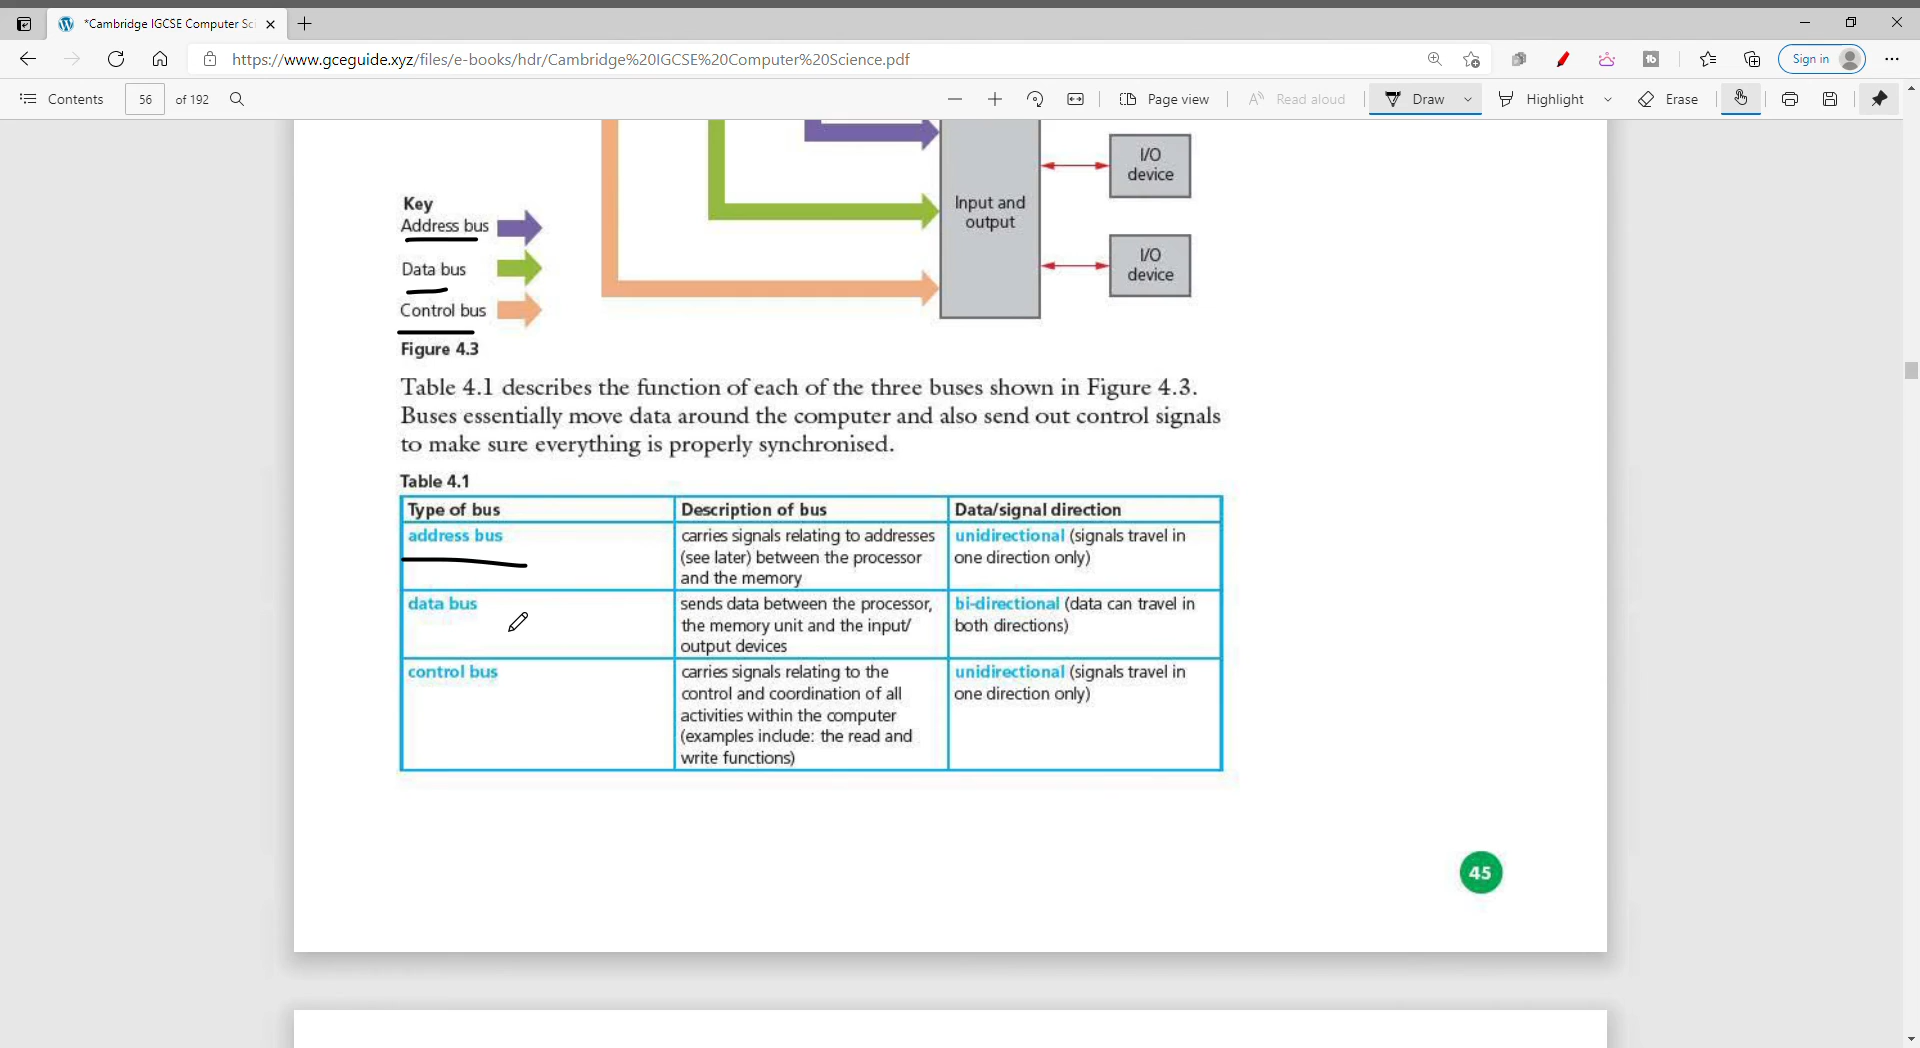 *Cambridge IGCSE Computer Sc
https://www.gceguide.xyz/files/e-books/hdr/Cambridge%20IGCSE%20Computer%20Science.pdf
Sign in
Contents
56 of 192
Page view
Read aloud
Draw
Highlight
Erase
I/O
device
Key
Address bus
Input and
output
Data bus
I/O
device
Control bus
Figure 4.3
Table 4.1 describes the function of each of the three buses shown in Figure 4.3.
Buses essentially move data around the computer and also send out control signals
to make sure everything is properly synchronised.
Table 4.1
Type of bus
Description of bus
Data/signal direction
address bus
carries signals relating to addresses
(see later) between the processor
and the memory
unidirectional (signals travel in
one direction only)
data bus
sends data between the processor,
the memory unit and the input/
output devices
bi-directional (data can travel in
both directions)
control bus
carries signals relating to the
control and coordination of all
activities within the computer
(examples include: the read and
write functions)
unidirectional (signals travel in
one direction only)
45